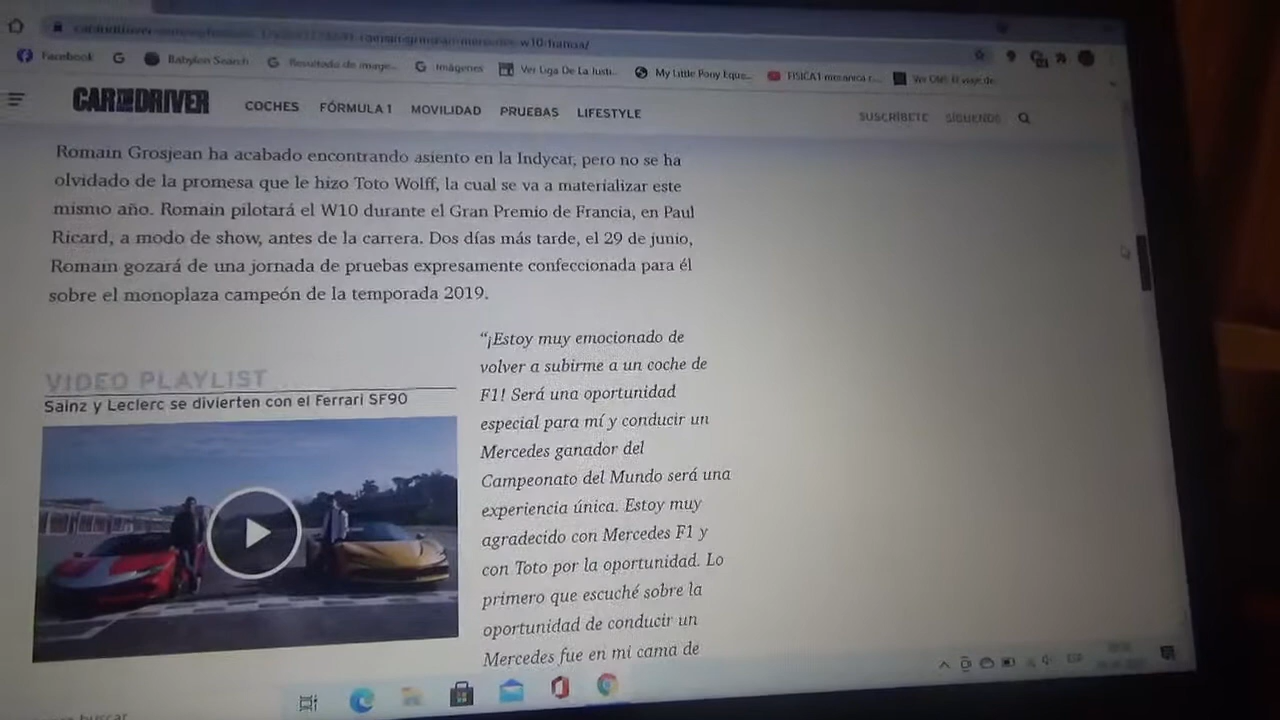 Facebook
Babylon Search
Resultado de image...
Imágenes
Ver Liga De La Justi...
My Little Pony Eque...
FISICA1 mecanica r...
CAR AND DRIVER
COCHES
FÓRMULA 1
MOVILIDAD
PRUEBAS
LIFESTYLE
SUSCRÍBETE
SÍGUENOS
Romain Grosjean ha acabado encontrando asiento en la Indycar, pero no se ha
olvidado de la promesa que le hizo Toto Wolff, la cual se va a materializar este
mismo año. Romain pilotará el W10 durante el Gran Premio de Francia, en Paul
Ricard, a modo de show, antes de la carrera. Dos días más tarde, el 29 de junio,
Romain gozará de una jornada de pruebas expresamente confeccionada para él
sobre el monoplaza campeón de la temporada 2019.
VIDEO PLAYLIST
Sainz y Leclerc se divierten con el Ferrari SF90
“¡Estoy muy emocionado de
volver a subirme a un coche de
F1! Será una oportunidad
especial para mí y conducir un
Mercedes ganador del
Campeonato del Mundo será una
experiencia única. Estoy muy
agradecido con Mercedes F1 y
con Toto por la oportunidad. Lo
primero que escuché sobre la
oportunidad de conducir un
Mercedes fue en mi cama de
buscar
ESP